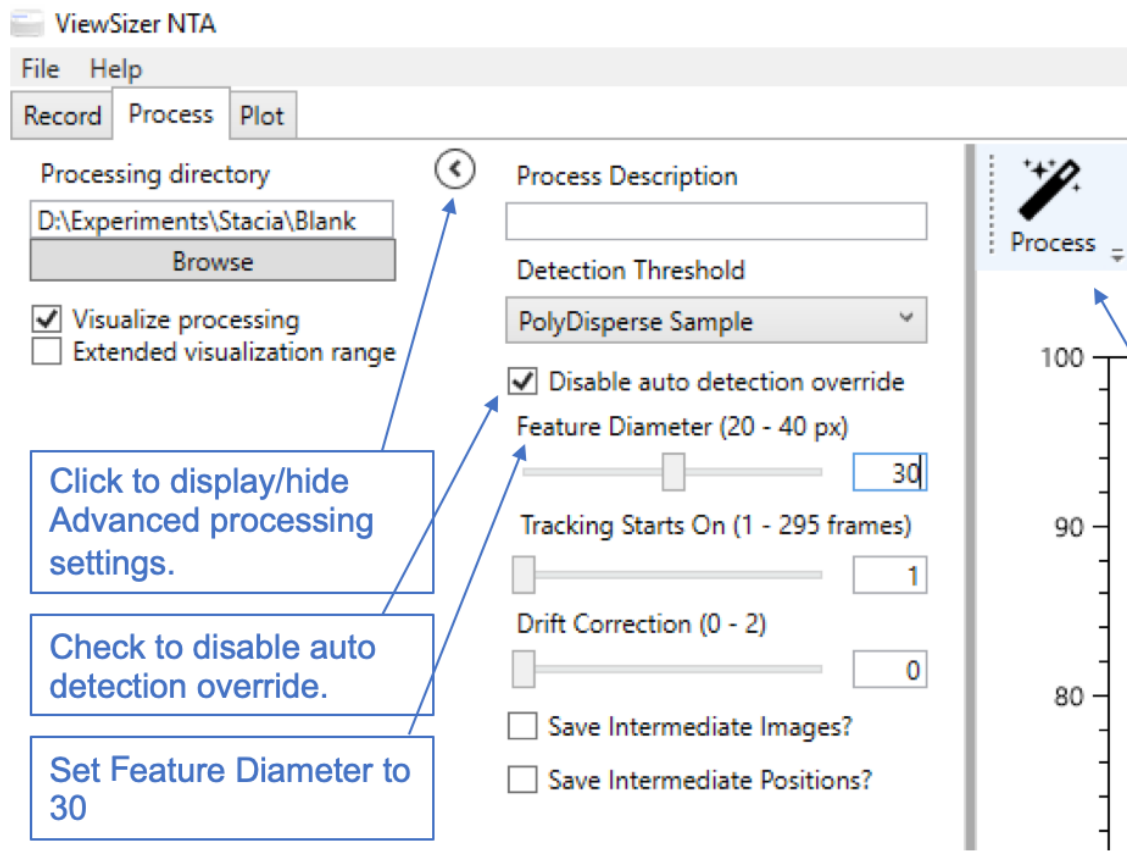 ViewSizer NTA
File Help
Record Process Plot
Processing directory
D:\Experiments\Stacia\Blank
Browse
Visualize processing
Extended visualization range
Click to display/hide
Advanced processing
settings.
Check to disable auto
detection override.
Set Feature Diameter to
30
Process Description
Detection Threshold
PolyDisperse Sample
Disable auto detection override
Feature Diameter (20 - 40 px)
30
Tracking Starts On (1 - 295 frames)
1
Drift Correction (0 - 2)
0
Save Intermediate Images?
Save Intermediate Positions?
Process
100
90
80